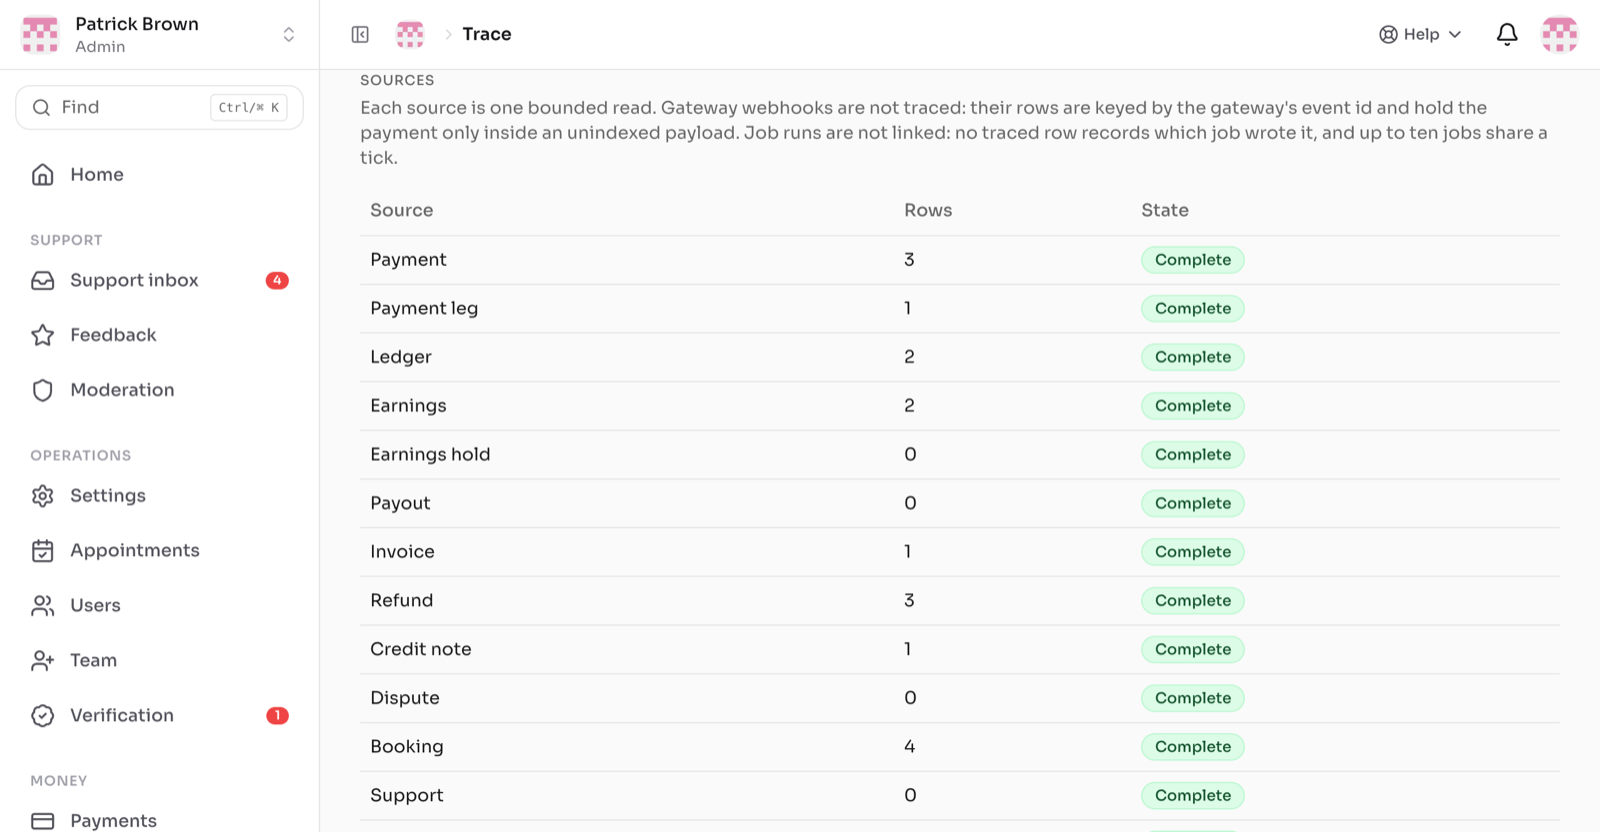 Patrick Brown
Admin
Find
Ctrl/⌘ K
Home
SUPPORT
Support inbox
4
Feedback
Moderation
OPERATIONS
Settings
Appointments
Users
Team
Verification
1
MONEY
Payments
Trace
Help
SOURCES
Each source is one bounded read. Gateway webhooks are not traced: their rows are keyed by the gateway's event id and hold the
payment only inside an unindexed payload. Job runs are not linked: no traced row records which job wrote it, and up to ten jobs share a
tick.
Source Rows State
Payment 3 Complete
Payment leg 1 Complete
Ledger 2 Complete
Earnings 2 Complete
Earnings hold 0 Complete
Payout 0 Complete
Invoice 1 Complete
Refund 3 Complete
Credit note 1 Complete
Dispute 0 Complete
Booking 4 Complete
Support 0 Complete